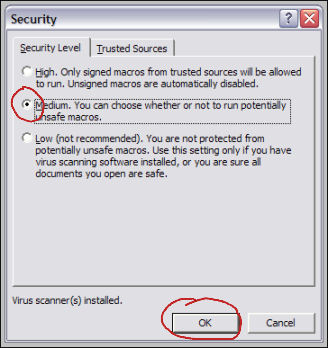 Security
Security Level Trusted Sources
High. Only signed macros from trusted sources will be allowed
to run. Unsigned macros are automatically disabled.
Medium. You can choose whether or not to run potentially
unsafe macros.
Low (not recommended). You are not protected from
potentially unsafe macros. Use this setting only if you have
virus scanning software installed, or you are sure all
documents you open are safe.
Virus scanner(s) installed.
OK Cancel